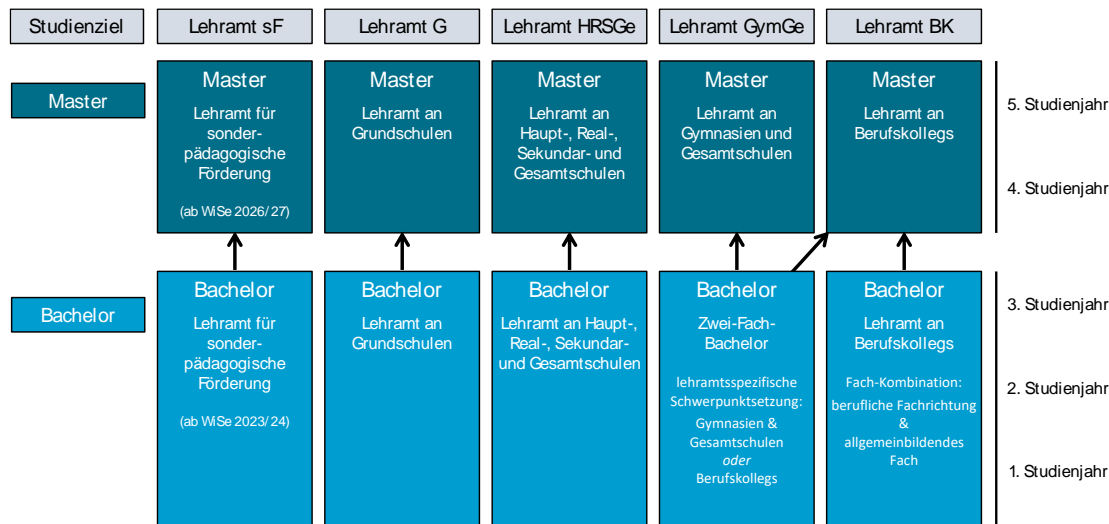 Studienziel
Lehramt sF
Lehramt G
Lehramt HRSGe
Lehramt GymGe
Lehramt BK
Master
Master
Lehramt für
sonder-
pädagogische
Förderung
(ab WiSe 2026/27)
Master
Lehramt an
Grundschulen
Master
Lehramt an
Haupt-, Real-,
Sekundar- und
Gesamtschulen
Master
Lehramt an
Gymnasien und
Gesamtschulen
Master
Lehramt an
Berufskollegs
5. Studienjahr
4. Studienjahr
Bachelor
Bachelor
Lehramt für
sonder-
pädagogische
Förderung
(ab WiSe 2023/24)
Bachelor
Lehramt an
Grundschulen
Bachelor
Lehramt an Haupt-,
Real-, Sekundar-
und Gesamtschulen
Bachelor
Zwei-Fach-
Bachelor
lehramtsspezifische
Schwerpunktsetzung:
Gymnasien &
Gesamtschulen
oder
Berufskollegs
Bachelor
Lehramt an
Berufskollegs
Fach-Kombination:
berufliche Fachrichtung
&
allgemeinbildendes
Fach
3. Studienjahr
2. Studienjahr
1. Studienjahr